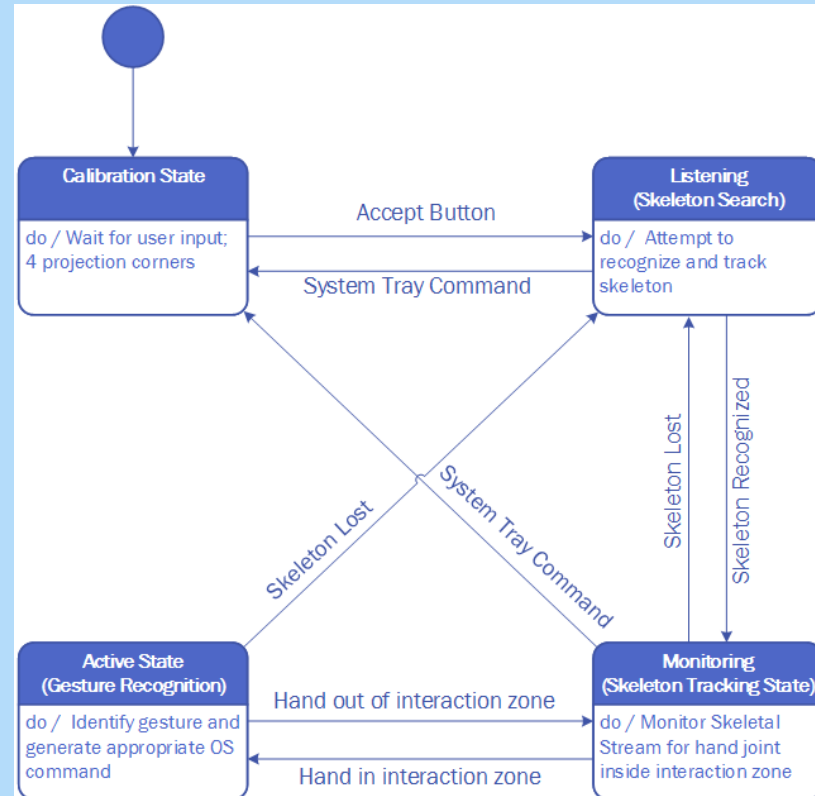 Calibration State
do / Wait for user input;
4 projection corners
Accept Button
System Tray Command
Listening
(Skeleton Search)
do / Attempt to
recognize and track
skeleton
Skeleton Lost
System Tray Command
Skeleton Lost
Skeleton Recognized
Active State
(Gesture Recognition)
do / Identify gesture and
generate appropriate OS
command
Hand out of interaction zone
Hand in interaction zone
Monitoring
(Skeleton Tracking State)
do / Monitor Skeletal
Stream for hand joint
inside interaction zone